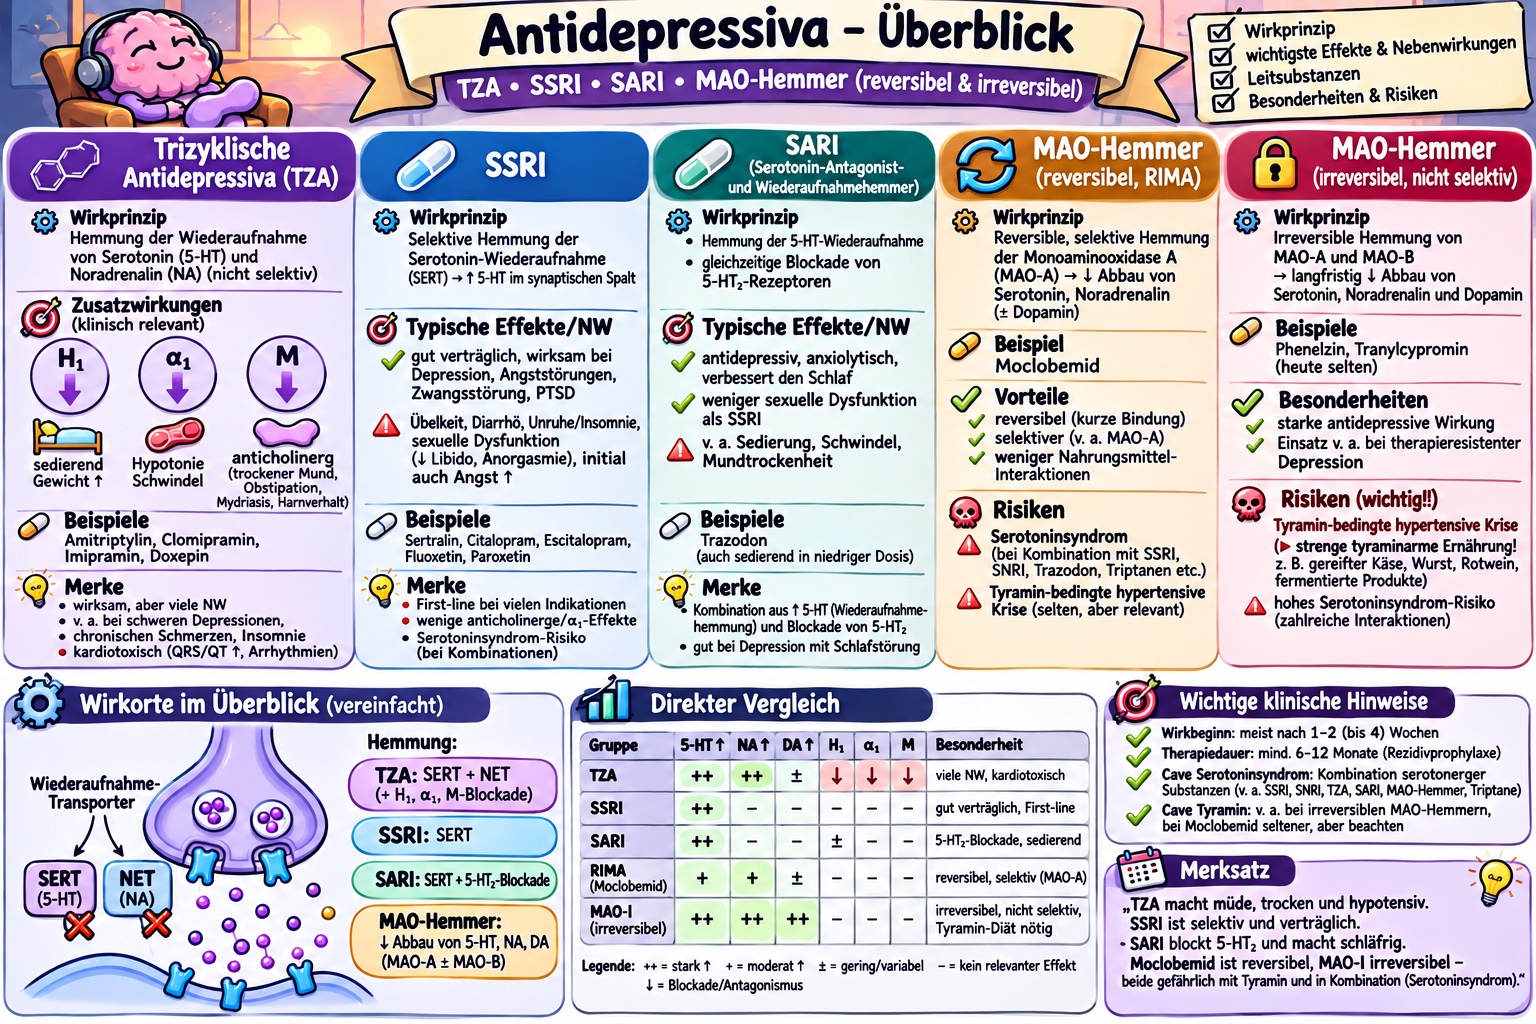 Antidepressiva – Überblick
TZA • SSRI • SARI • MAO-Hemmer (reversibel & irreversibel)
Wirkprinzip
wichtigste Effekte & Nebenwirkungen
Leitsubstanzen
Besonderheiten & Risiken
Trizyklische
Antidepressiva (TZA)
Wirkprinzip
Hemmung der Wiederaufnahme
von Serotonin (5-HT) und
Noradrenalin (NA) (nicht selektiv)
Zusatzwirkungen
(klinisch relevant)
H₁ α₁ M
sedierend
Gewicht ↑
Hypotonie
Schwindel
anticholinerg
(trockener Mund,
Obstipation,
Mydriasis, Harnverhalt)
Beispiele
Amitriptylin, Clomipramin,
Imipramin, Doxepin
Merke
• wirksam, aber viele NW
• v. a. bei schweren Depressionen,
• chronischen Schmerzen, Insomnie
• kardiotoxisch (QRS/QT ↑, Arrhythmien)
SSRI
Wirkprinzip
Selektive Hemmung der
Serotonin-Wiederaufnahme
(SERT) → ↑ 5-HT im synaptischen Spalt
Typische Effekte/NW
gut verträglich, wirksam bei
Depression, Angststörungen,
Zwangsstörung, PTSD
Übelkeit, Diarrhö, Unruhe/Insomnie,
sexuelle Dysfunktion
(↓ Libido, Anorgasmie), initial
auch Angst ↑
Beispiele
Sertralin, Citalopram, Escitalopram,
Fluoxetin, Paroxetin
Merke
• First-line bei vielen Indikationen
• wenige anticholinerge/α₁-Effekte
• Serotoninsyndrom-Risiko
(bei Kombinationen)
SARI
(Serotonin-Antagonist-
und Wiederaufnahmehemmer)
Wirkprinzip
• Hemmung der 5-HT-Wiederaufnahme
• gleichzeitige Blockade von
5-HT₂-Rezeptoren
Typische Effekte/NW
antidepressiv, anxiolytisch,
verbessert den Schlaf
weniger sexuelle Dysfunktion
als SSRI
v. a. Sedierung, Schwindel,
Mundtrockenheit
Beispiele
Trazodon
(auch sedierend in niedriger Dosis)
Merke
• Kombination aus ↑ 5-HT (Wiederaufnahme-
hemmung) und Blockade von 5-HT₂
• gut bei Depression mit Schlafstörung
MAO-Hemmer
(reversibel, RIMA)
Wirkprinzip
Reversible, selektive Hemmung
der Monoaminooxidase A
(MAO-A) → ↓ Abbau von
Serotonin, Noradrenalin
(± Dopamin)
Beispiel
Moclobemid
Vorteile
reversibel (kurze Bindung)
selektiver (v. a. MAO-A)
weniger Nahrungsmittel-
Interaktionen
Risiken
Serotoninsyndrom
(bei Kombination mit SSRI,
SNRI, Trazodon, Triptanen etc.)
Tyramin-bedingte hypertensive
Krise (selten, aber relevant)
MAO-Hemmer
(irreversibel, nicht selektiv)
Wirkprinzip
Irreversible Hemmung von
MAO-A und MAO-B
→ langfristig ↓ Abbau von
Serotonin, Noradrenalin und Dopamin
Beispiele
Phenelzin, Tranylcypromin
(heute selten)
Besonderheiten
starke antidepressive Wirkung
Einsatz v. a. bei therapieresistenter
Depression
Risiken (wichtig!!)
Tyramin-bedingte hypertensive Krise
(▶ strenge tyraminarme Ernährung!
z. B. gereifter Käse, Wurst, Rotwein,
fermentierte Produkte)
hohes Serotoninsyndrom-Risiko
(zahlreiche Interaktionen)
Wirkorte im Überblick (vereinfacht)
Wiederaufnahme-
Transporter
SERT
(5-HT)
NET
(NA)
Hemmung:
TZA: SERT + NET
(+ H₁, α₁, M-Blockade)
SSRI: SERT
SARI: SERT + 5-HT₂-Blockade
MAO-Hemmer:
↓ Abbau von 5-HT, NA, DA
(MAO-A ± MAO-B)
Direkter Vergleich
Gruppe 5-HT ↑ NA ↑ DA ↑ H₁ α₁ M Besonderheit
TZA ++ ++ ± ↓ ↓ ↓ viele NW, kardiotoxisch
SSRI ++ – – – – – gut verträglich, First-line
SARI ++ – – ± – – 5-HT₂-Blockade, sedierend
RIMA
(Moclobemid) + + ± – – – reversibel, selektiv (MAO-A)
MAO-I
(irreversibel) ++ ++ ++ – – – irreversibel, nicht selektiv,
Tyramin-Diät nötig
Legende: ++ = stark ↑ + = moderat ↑ ± = gering/variabel – = kein relevanter Effekt
↓ = Blockade/Antagonismus
Wichtige klinische Hinweise
Wirkbeginn: meist nach 1–2 (bis 4) Wochen
Therapiedauer: mind. 6–12 Monate (Rezidivprophylaxe)
Cave Serotoninsyndrom: Kombination serotonerger
Substanzen (v. a. SSRI, SNRI, TZA, SARI, MAO-Hemmer, Triptane)
Cave Tyramin: v. a. bei irreversiblen MAO-Hemmern,
bei Moclobemid seltener, aber beachten
Merksatz
„TZA macht müde, trocken und hypotensiv.
SSRI ist selektiv und verträglich.
• SARI blockt 5-HT₂ und macht schläfrig.
Moclobemid ist reversibel, MAO-I irreversibel –
beide gefährlich mit Tyramin und in Kombination (Serotoninsyndrom).“